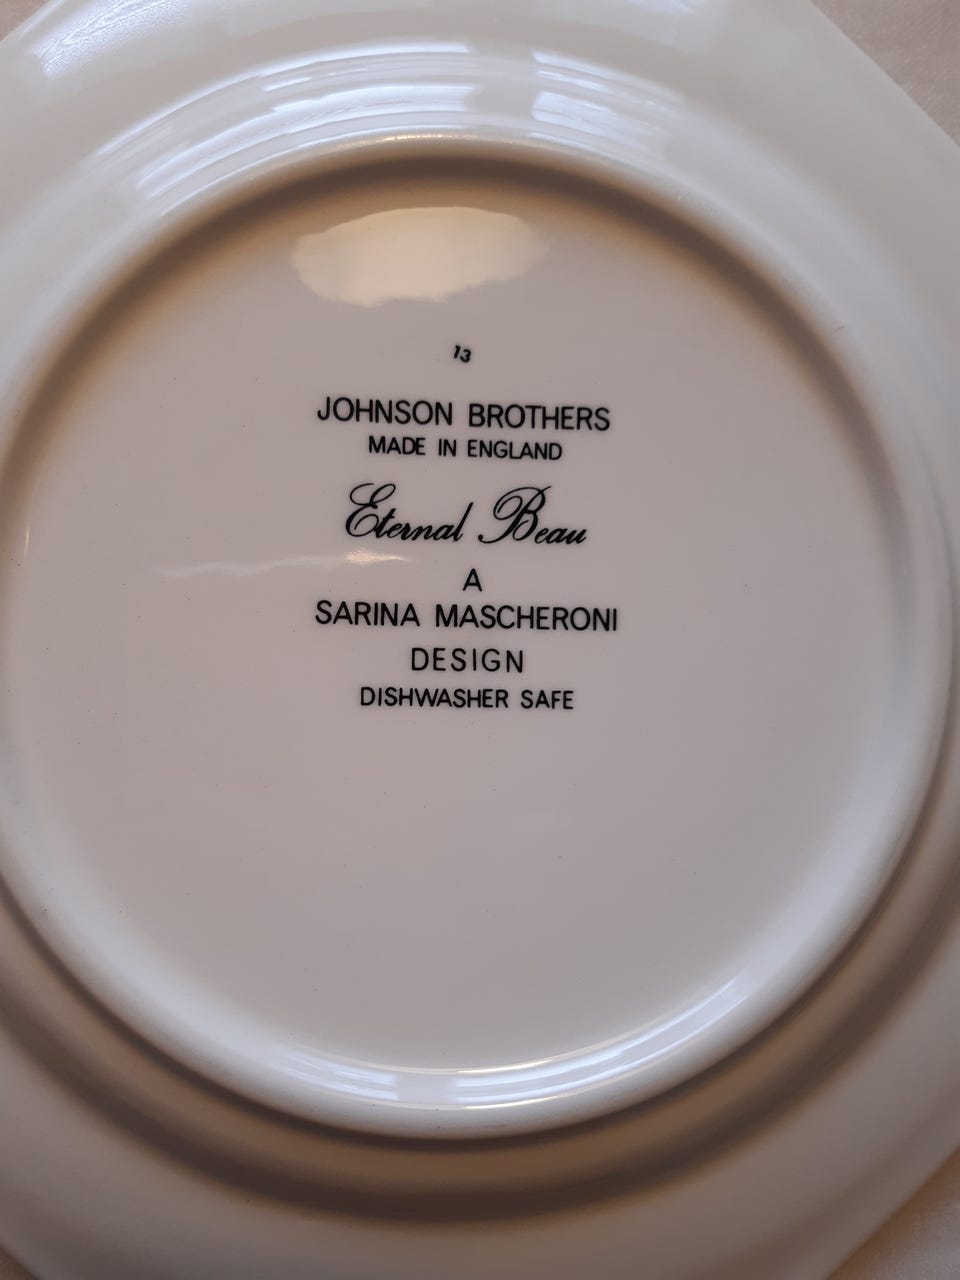 13
JOHNSON BROTHERS
MADE IN ENGLAND
Eternal Beau
A
SARINA MASCHERONI
DESIGN
DISHWASHER SAFE